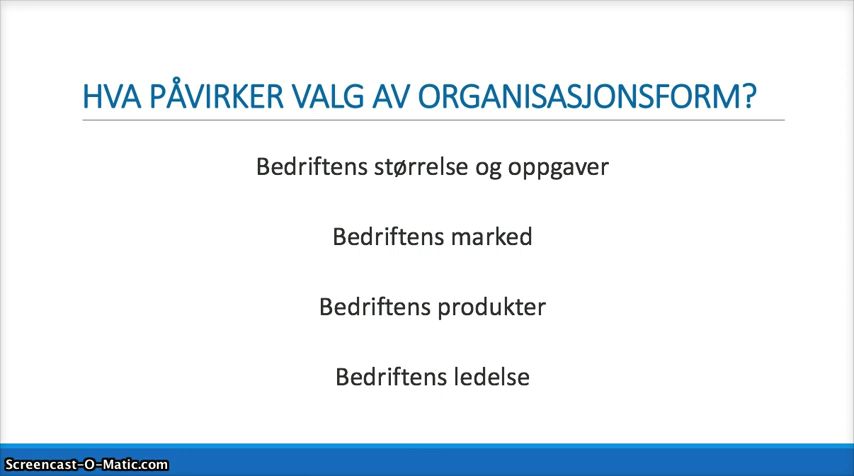 HVA PÅVIRKER VALG AV ORGANISASJONSFORM?
Bedriftens størrelse og oppgaver
Bedriftens marked
Bedriftens produkter
Bedriftens ledelse
Screencast-O-Matic.com